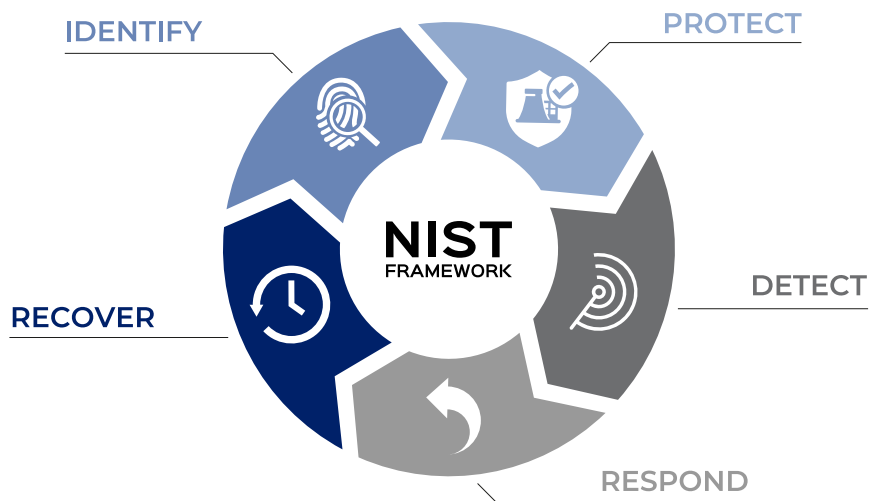 IDENTIFY
PROTECT
NIST
FRAMEWORK
DETECT
RECOVER
RESPOND